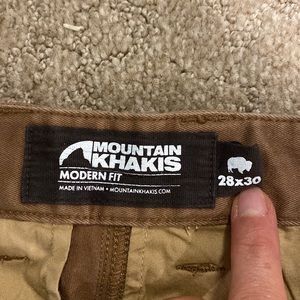 MOUNTAIN
KHAKIS
MODERN FIT
MADE IN VIETNAM • MOUNTAINKHAKIS.COM
28x30